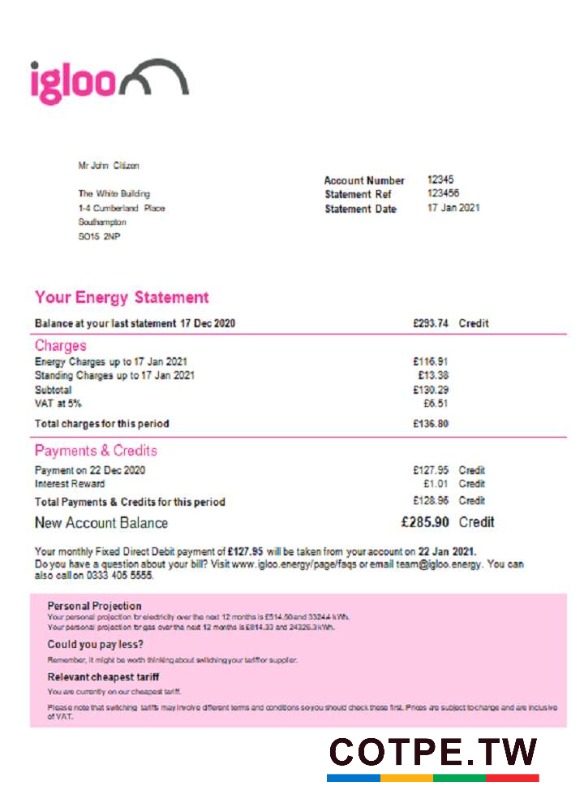 igloo
Mr John Citizen
The White Building
1-4 Cumberland Place
Southampton
SO15 2NP
Account Number 12345
Statement Ref 123456
Statement Date 17 Jan 2021
Your Energy Statement
Balance at your last statement 17 Dec 2020 £293.74 Credit
Charges
Energy Charges up to 17 Jan 2021 £116.91
Standing Charges up to 17 Jan 2021 £13.38
Subtotal £130.29
VAT at 5% £6.51
Total charges for this period £136.80
Payments & Credits
Payment on 22 Dec 2020 £127.95 Credit
Interest Reward £1.01 Credit
Total Payments & Credits for this period £128.96 Credit
New Account Balance £285.90 Credit
Your monthly Fixed Direct Debit payment of £127.95 will be taken from your account on 22 Jan 2021.
Do you have a question about your bill? Visit www.igloo.energy/page/faqs or email team@igloo.energy. You can
also call on 0333 405 5555.
Personal Projection
Your personal projection for electricity over the next 12 months is £514.50 and 3324.4 kWh.
Your personal projection for gas over the next 12 months is £814.33 and 24326.3 kWh.
Could you pay less?
Remember, it might be worth thinking about switching your tariff or supplier.
Relevant cheapest tariff
You are currently on our cheapest tariff.
Please note that switching tariffs may involve different terms and conditions so you should check these first. Prices are subject to change and are inclusive
of VAT.
COTPE.TW